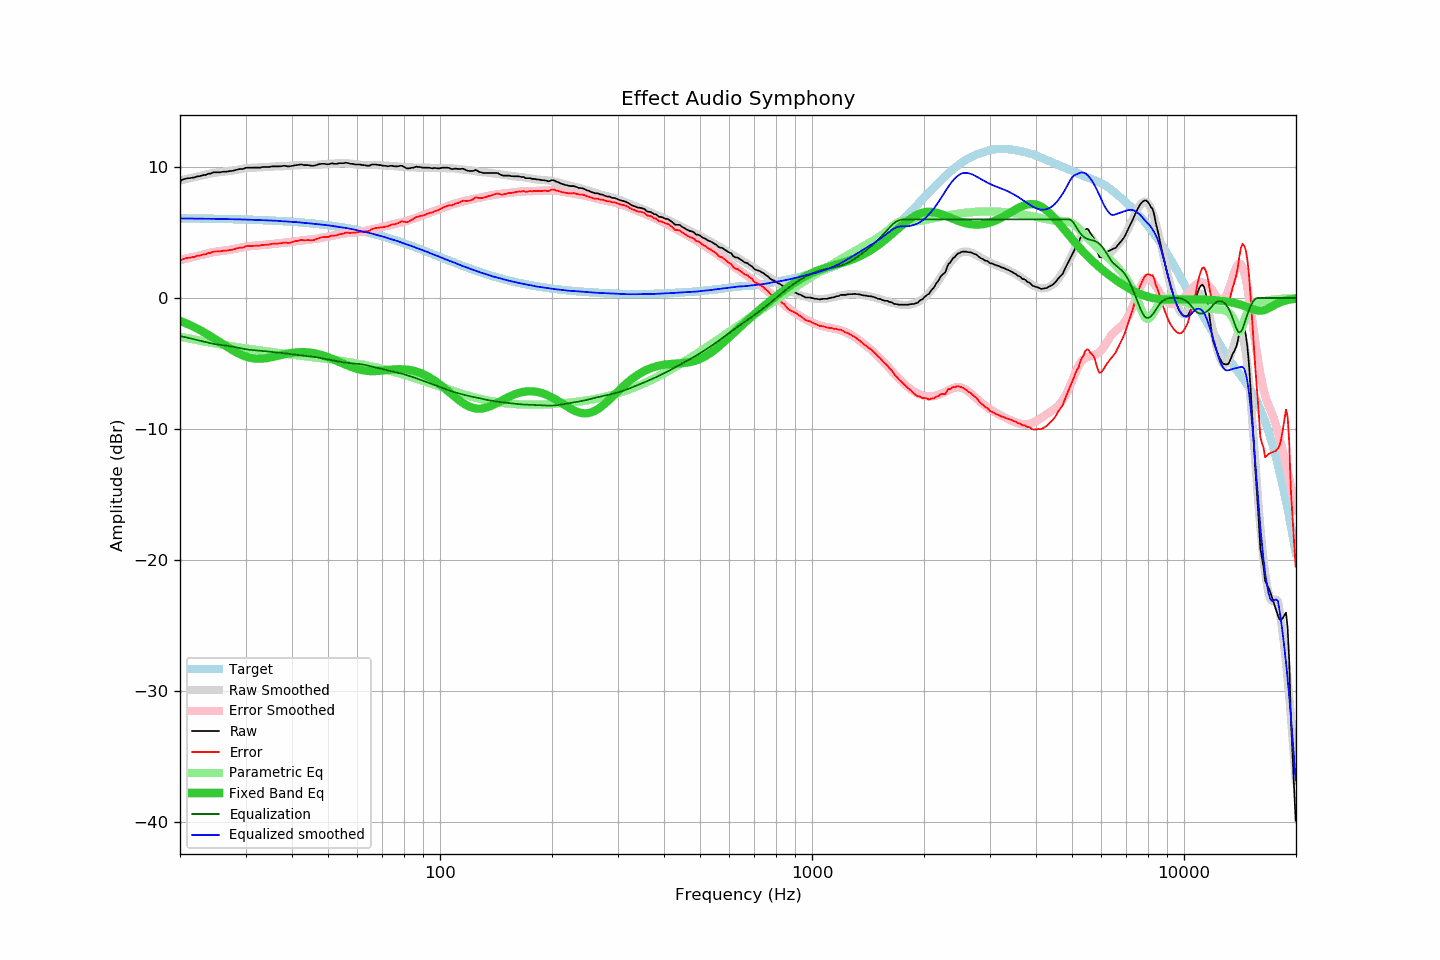 Effect Audio Symphony
10
0
−10
−20
−30
−40
Amplitude (dBr)
Target
Raw Smoothed
Error Smoothed
Raw
Error
Parametric Eq
Fixed Band Eq
Equalization
Equalized smoothed
100
1000
10000
Frequency (Hz)